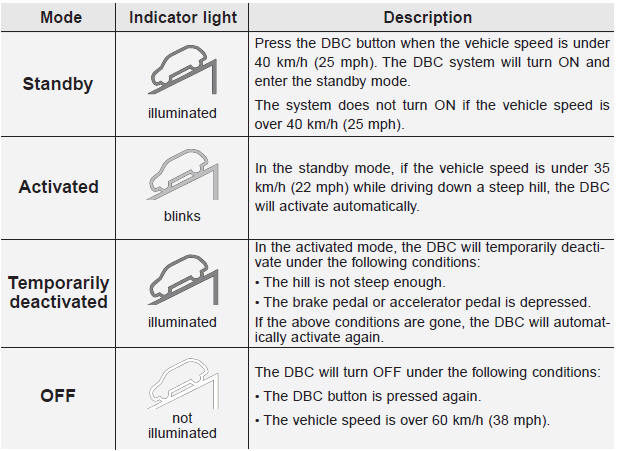 Mode Indicator light Description
Standby
illuminated
Press the DBC button when the vehicle speed is under
40 km/h (25 mph). The DBC system will turn ON and
enter the standby mode.
The system does not turn ON if the vehicle speed is
over 40 km/h (25 mph).
Activated
blinks
In the standby mode, if the vehicle speed is under 35
km/h (22 mph) while driving down a steep hill, the DBC
will activate automatically.
Temporarily
deactivated
illuminated
In the activated mode, the DBC will temporarily deacti-
vate under the following conditions:
• The hill is not steep enough.
• The brake pedal or accelerator pedal is depressed.
If the above conditions are gone, the DBC will automat-
ically activate again.
OFF
not
illuminated
The DBC will turn OFF under the following conditions:
• The DBC button is pressed again.
• The vehicle speed is over 60 km/h (38 mph).